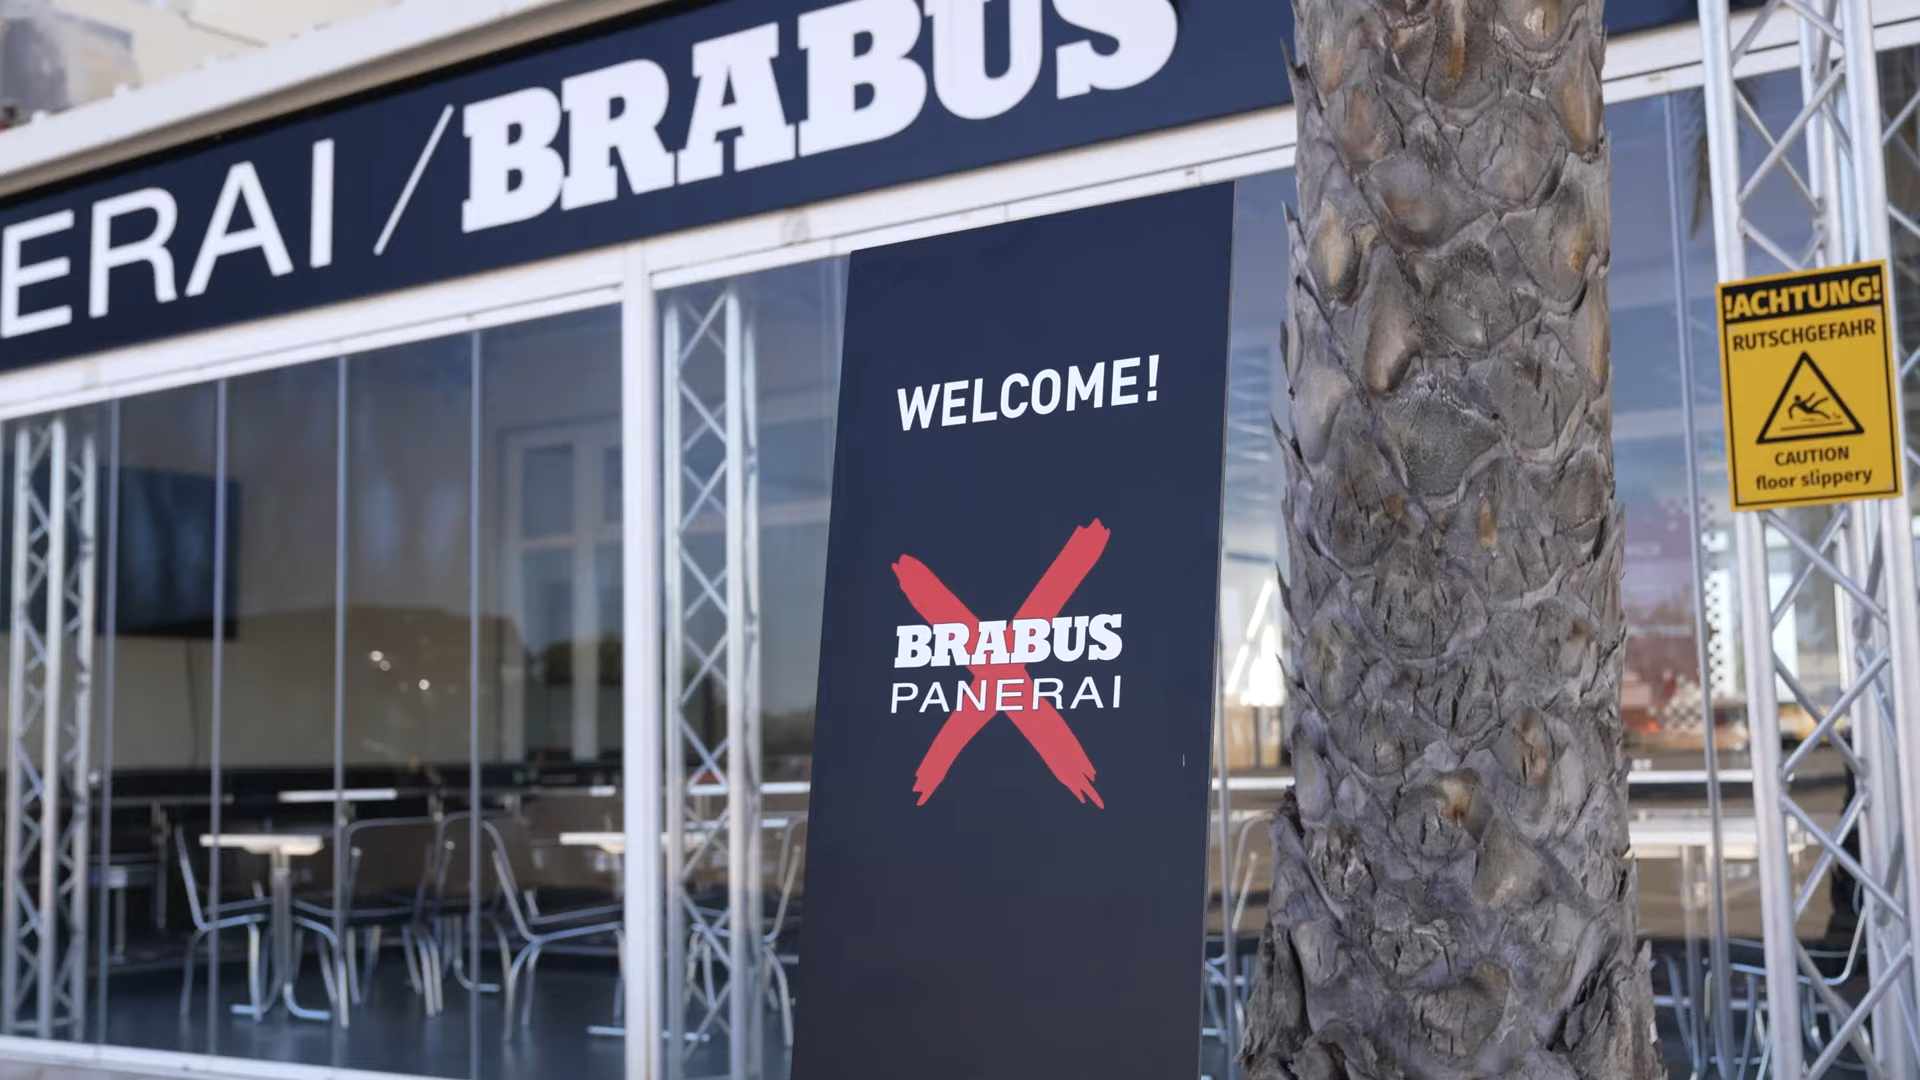 ERAI / BRABUS
WELCOME!
BRABUS
PANERAI
!ACHTUNG!
RUTSCHGEFAHR
CAUTION
floor slippery